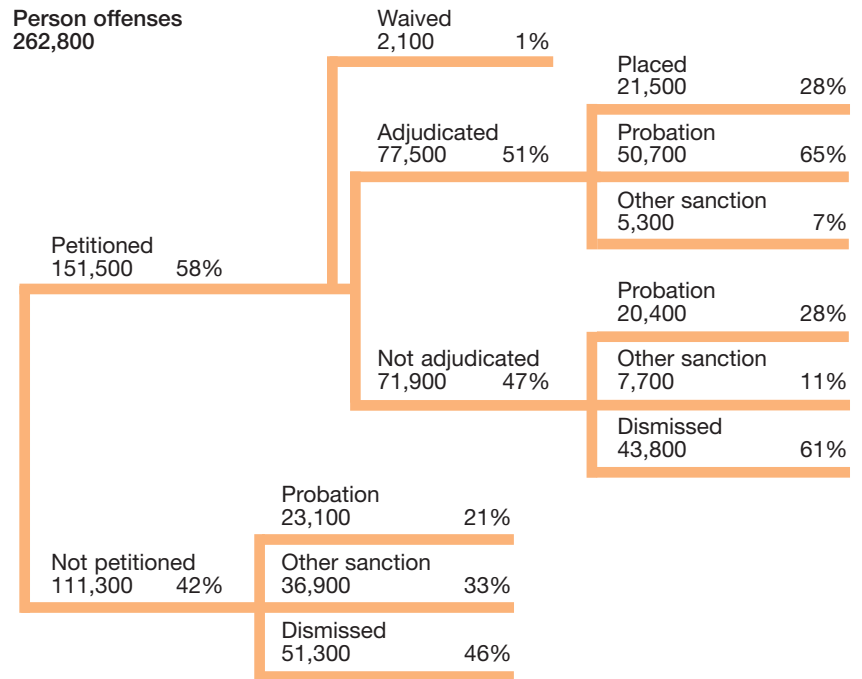 Person offenses
262,800
Waived
2,100 1%
Placed
21,500 28%
Adjudicated
77,500 51%
Probation
50,700 65%
Other sanction
5,300 7%
Petitioned
151,500 58%
Probation
20,400 28%
Not adjudicated
71,900 47%
Other sanction
7,700 11%
Dismissed
43,800 61%
Probation
23,100 21%
Not petitioned
111,300 42%
Other sanction
36,900 33%
Dismissed
51,300 46%